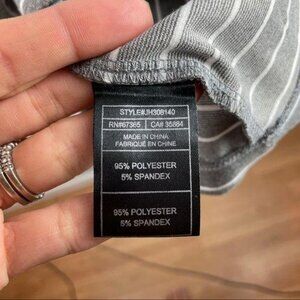 STYLE#JH308140
RN#67365 CA# 35884
MADE IN CHINA
FABRIQUÉ EN CHINE
95% POLYESTER
5% SPANDEX
95% POLYESTER
5% SPANDEX